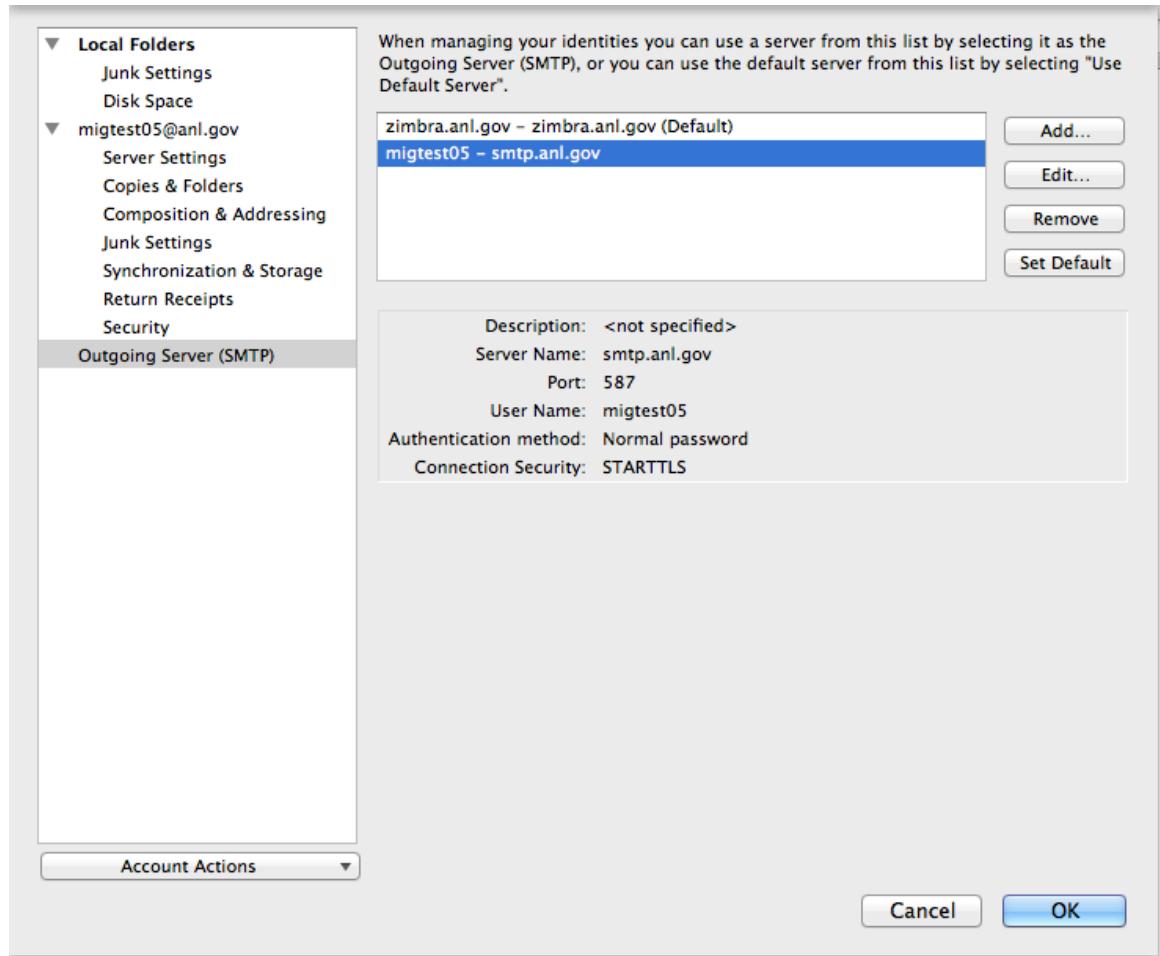 Local Folders
Junk Settings
Disk Space
migtest05@anl.gov
Server Settings
Copies & Folders
Composition & Addressing
Junk Settings
Synchronization & Storage
Return Receipts
Security
Outgoing Server (SMTP)
Account Actions
When managing your identities you can use a server from this list by selecting it as the
Outgoing Server (SMTP), or you can use the default server from this list by selecting "Use
Default Server".
zimbra.anl.gov – zimbra.anl.gov (Default)
migtest05 – smtp.anl.gov
Add...
Edit...
Remove
Set Default
Description: <not specified>
Server Name: smtp.anl.gov
Port: 587
User Name: migtest05
Authentication method: Normal password
Connection Security: STARTTLS
Cancel
OK